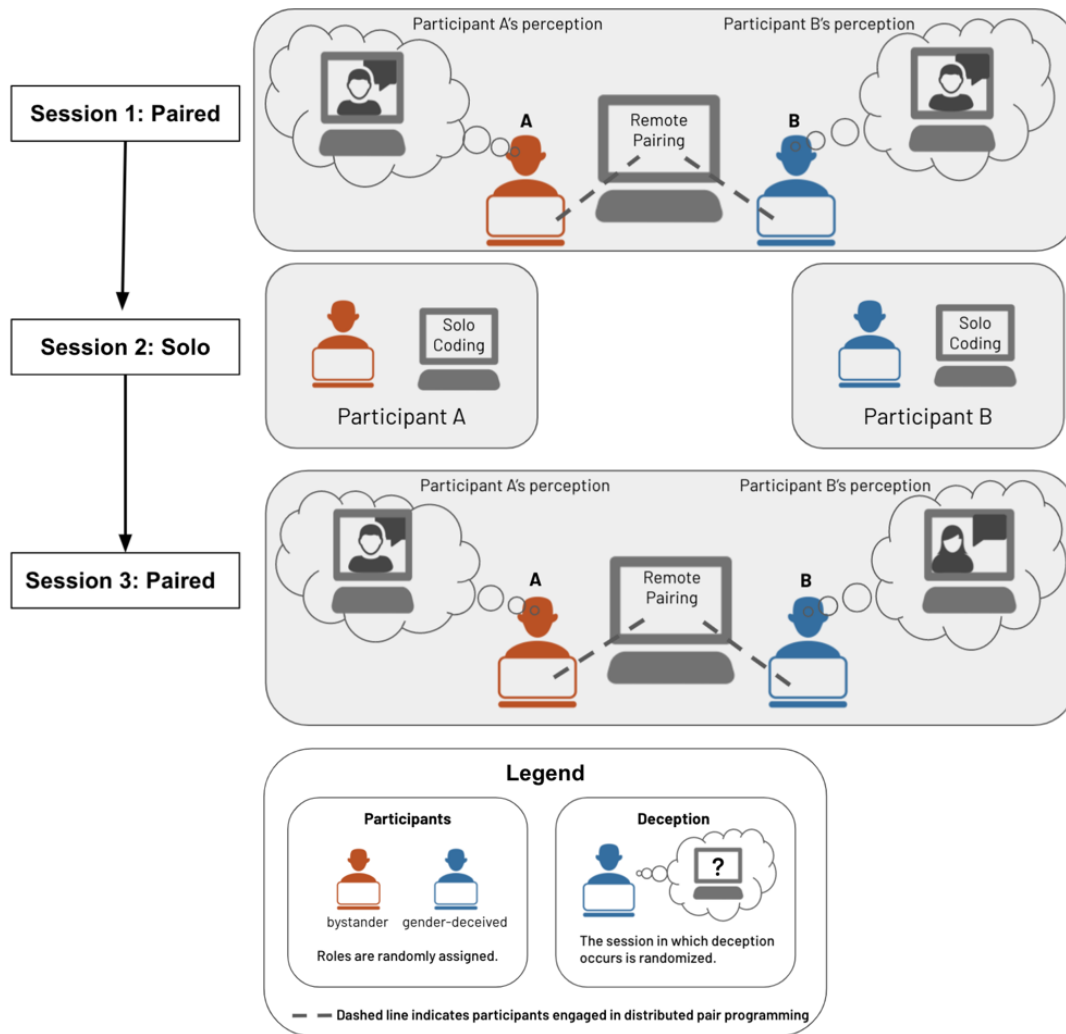 Participant A's perception
Participant B's perception
Session 1: Paired
A
Remote
Pairing
B
Session 2: Solo
Solo
Coding
Participant A
Solo
Coding
Participant B
Participant A's perception
Participant B's perception
Session 3: Paired
A
Remote
Pairing
B
Legend
Participants
bystander
gender-deceived
Roles are randomly assigned.
Deception
?
The session in which deception
occurs is randomized.
Dashed line indicates participants engaged in distributed pair programming